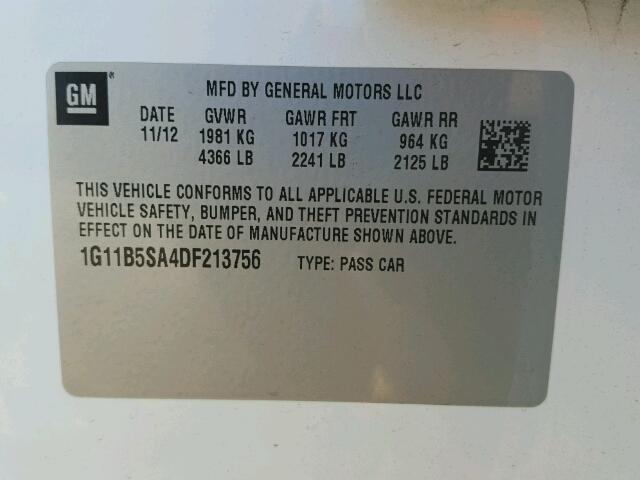 GM®
MFD BY GENERAL MOTORS LLC
DATE GVWR GAWR FRT GAWR RR
11/12 1981 KG 1017 KG 964 KG
4366 LB 2241 LB 2125 LB
THIS VEHICLE CONFORMS TO ALL APPLICABLE U.S. FEDERAL MOTOR
VEHICLE SAFETY, BUMPER, AND THEFT PREVENTION STANDARDS IN
EFFECT ON THE DATE OF MANUFACTURE SHOWN ABOVE.
1G11B5SA4DF213756 TYPE: PASS CAR